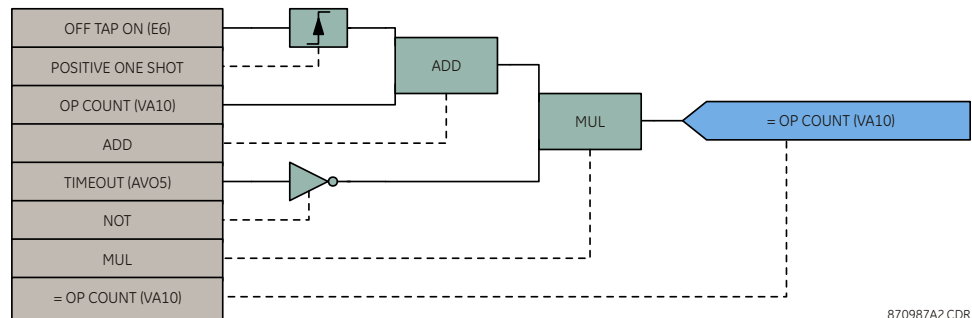 OFF TAP ON (E6)
POSITIVE ONE SHOT
OP COUNT (VA10)
ADD
TIMEOUT (AVO5)
NOT
MUL
= OP COUNT (VA10)
ADD
MUL
= OP COUNT (VA10)
870987A2.CDR